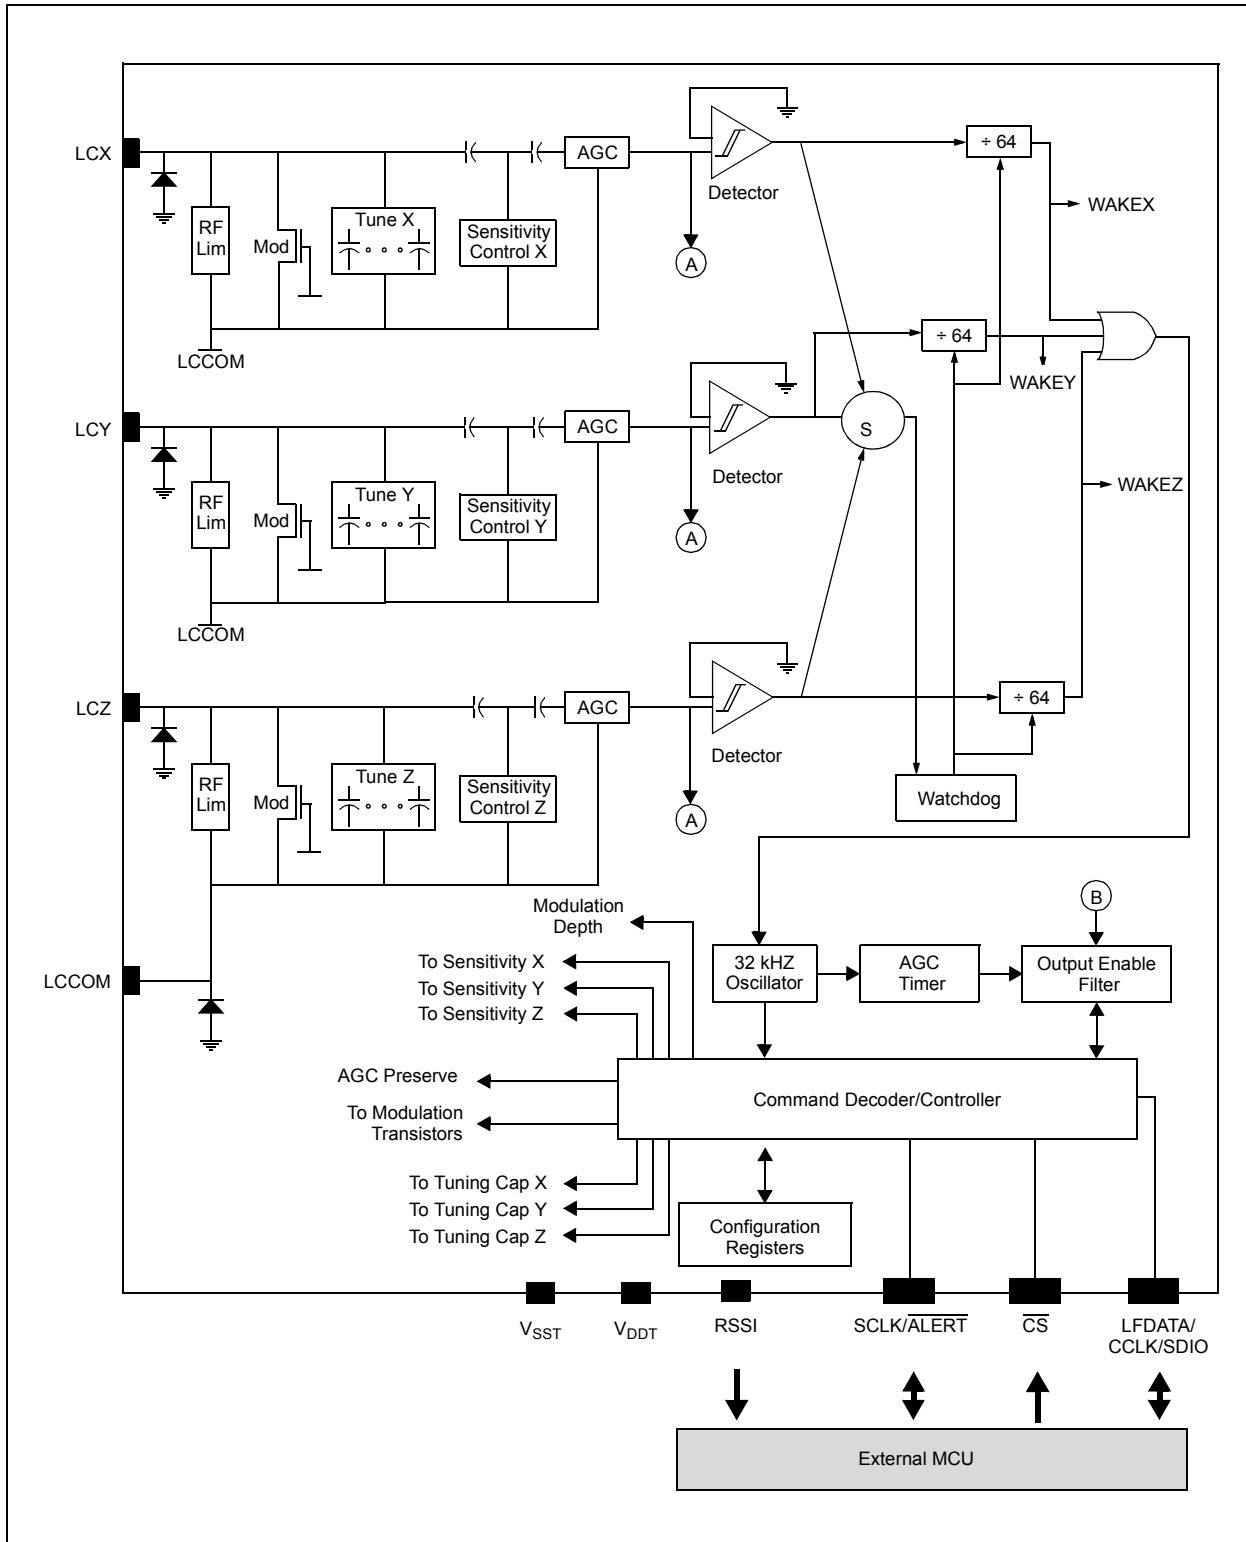 LCX
RF
Lim
Mod
Tune X
Sensitivity
Control X
AGC
A
Detector
÷ 64
WAKEX
LCCOM
LCY
RF
Lim
Mod
Tune Y
Sensitivity
Control Y
AGC
A
Detector
S
÷ 64
WAKEY
WAKEZ
LCCOM
LCZ
RF
Lim
Mod
Tune Z
Sensitivity
Control Z
AGC
A
Detector
÷ 64
Watchdog
LCCOM
Modulation
Depth
To Sensitivity X
To Sensitivity Y
To Sensitivity Z
B
32 kHZ
Oscillator
AGC
Timer
Output Enable
Filter
AGC Preserve
To Modulation
Transistors
Command Decoder/Controller
To Tuning Cap X
To Tuning Cap Y
To Tuning Cap Z
Configuration
Registers
VSST
VDDT
RSSI
SCLK/ALERT
CS
LFDATA/
CCLK/SDIO
External MCU